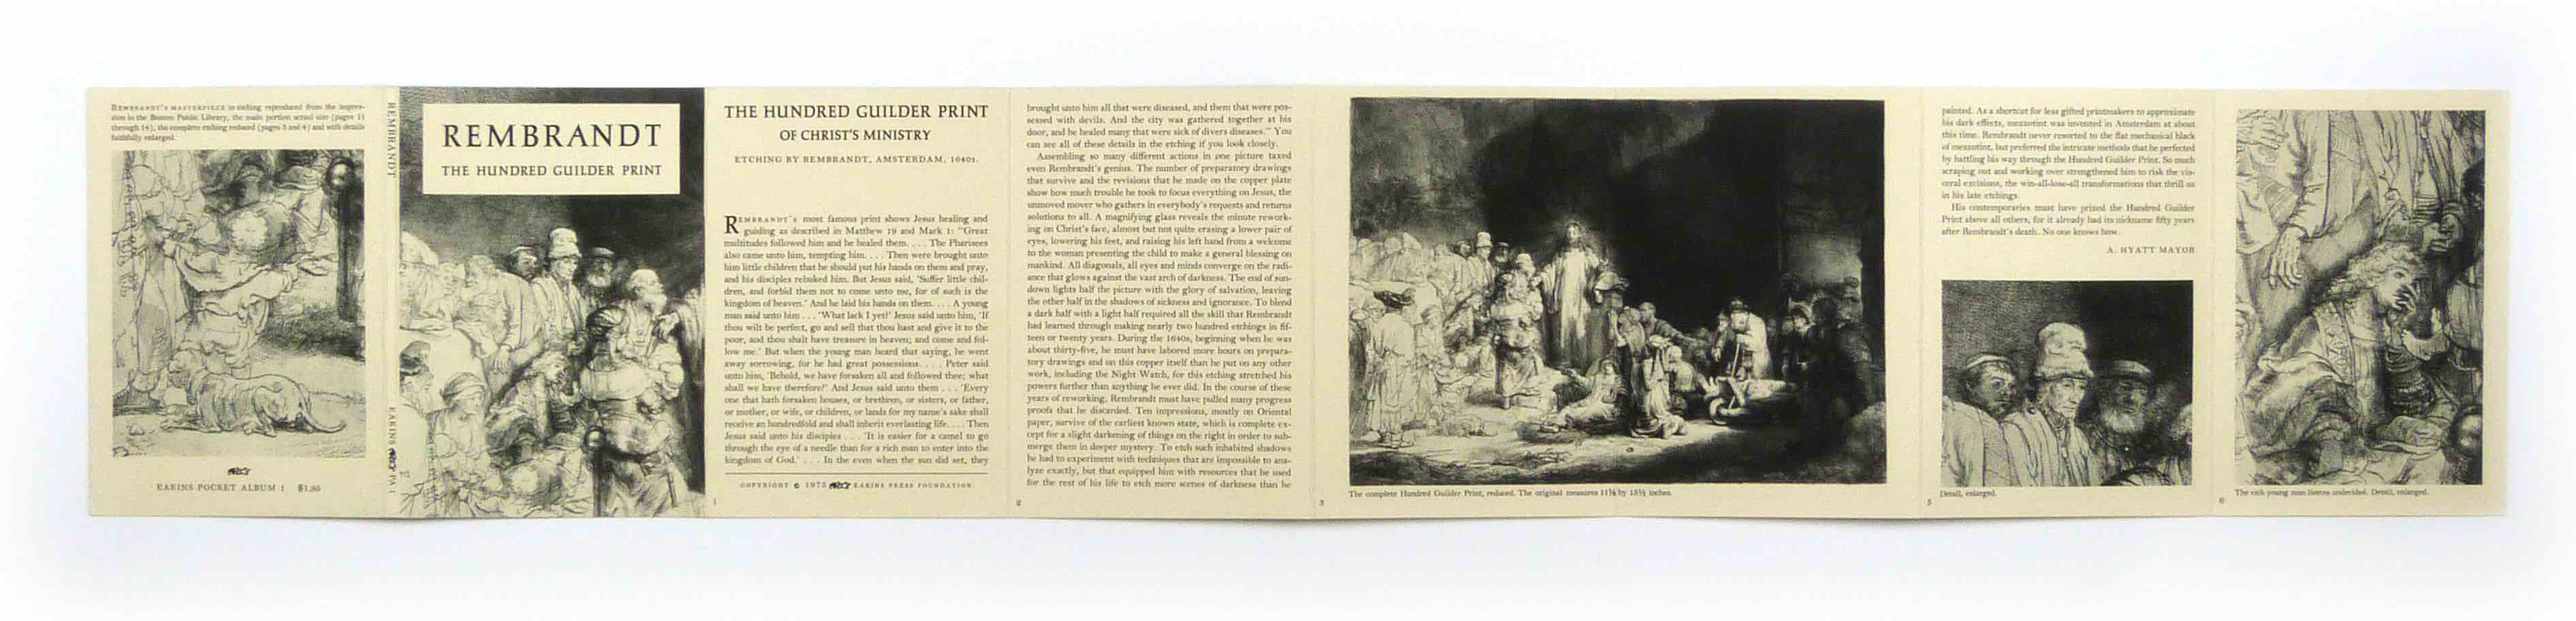 REMBRANDT'S MASTERPIECE in etching reproduced from the impres-
sion in the Boston Public Library, the main portion actual size (pages 11
through 14), the complete etching reduced (pages 3 and 4) and with details
faithfully enlarged.
EAKINS POCKET ALBUM 1 $1.95
REMBRANDT
EAKINS PA 1
REMBRANDT
THE HUNDRED GUILDER PRINT
THE HUNDRED GUILDER PRINT
OF CHRIST'S MINISTRY
ETCHING BY REMBRANDT, AMSTERDAM, 1640s.
REMBRANDT'S most famous print shows Jesus healing and
guiding as described in Matthew 19 and Mark 1: "Great
multitudes followed him and he healed them. . . . The Pharisees
also came unto him, tempting him. . . . Then were brought unto
him little children that he should put his hands on them and pray,
and his disciples rebuked him. But Jesus said, 'Suffer little chil-
dren, and forbid them not to come unto me, for of such is the
kingdom of heaven.' And he laid his hands on them. . . . A young
man said unto him . . . 'What lack I yet?' Jesus said unto him, 'If
thou wilt be perfect, go and sell that thou hast and give it to the
poor, and thou shalt have treasure in heaven; and come and fol-
low me.' But when the young man heard that saying, he went
away sorrowing, for he had great possessions. . . . Peter said
unto him, 'Behold, we have forsaken all and followed thee; what
shall we have therefore?' And Jesus said unto them . . . 'Every
one that hath forsaken houses, or brethren, or sisters, or father,
or mother, or wife, or children, or lands for my name's sake shall
receive an hundredfold and shall inherit everlasting life. . . . Then
Jesus said unto his disciples . . . 'It is easier for a camel to go
through the eye of a needle than for a rich man to enter into the
kingdom of God.' . . . In the even when the sun did set, they
COPYRIGHT © 1975 EAKINS PRESS FOUNDATION
1
brought unto him all that were diseased, and them that were pos-
sessed with devils. And the city was gathered together at his
door, and he healed many that were sick of divers diseases." You
can see all of these details in the etching if you look closely.
Assembling so many different actions in one picture taxed
even Rembrandt's genius. The number of preparatory drawings
that survive and the revisions that he made on the copper plate
show how much trouble he took to focus everything on Jesus, the
unmoved mover who gathers in everybody's requests and returns
solutions to all. A magnifying glass reveals the minute rework-
ing on Christ's face, almost but not quite erasing a lower pair of
eyes, lowering his feet, and raising his left hand from a welcome
to the woman presenting the child to make a general blessing on
mankind. All diagonals, all eyes and minds converge on the radi-
ance that glows against the vast arch of darkness. The end of sun-
down lights half the picture with the glory of salvation, leaving
the other half in the shadows of sickness and ignorance. To blend
a dark half with a light half required all the skill that Rembrandt
had learned through making nearly two hundred etchings in fif-
teen or twenty years. During the 1640s, beginning when he was
about thirty-five, he must have labored more hours on prepara-
tory drawings and on this copper itself than he put on any other
work, including the Night Watch, for this etching stretched his
powers further than anything he ever did. In the course of these
years of reworking, Rembrandt must have pulled many progress
proofs that he discarded. Ten impressions, mostly on Oriental
paper, survive of the earliest known state, which is complete ex-
cept for a slight darkening of things on the right in order to sub-
merge them in deeper mystery. To etch such inhabited shadows
he had to experiment with techniques that are impossible to ana-
lyze exactly, but that equipped him with resources that he used
for the rest of his life to etch more scenes of darkness than he
2
The complete Hundred Guilder Print, reduced. The original measures 11⅛ by 15½ inches.
3
painted. As a shortcut for less gifted printmakers to approximate
his dark effects, mezzotint was invented in Amsterdam at about
this time. Rembrandt never resorted to the flat mechanical black
of mezzotint, but preferred the intricate methods that he perfected
by battling his way through the Hundred Guilder Print. So much
scraping out and working over strengthened him to risk the vis-
ceral excisions, the win-all-lose-all transformations that thrill us
in his late etchings.
His contemporaries must have prized the Hundred Guilder
Print above all others, for it already had its nickname fifty years
after Rembrandt's death. No one knows how.
A. HYATT MAYOR
Detail, enlarged.
5
The rich young man listens undecided. Detail, enlarged.
6